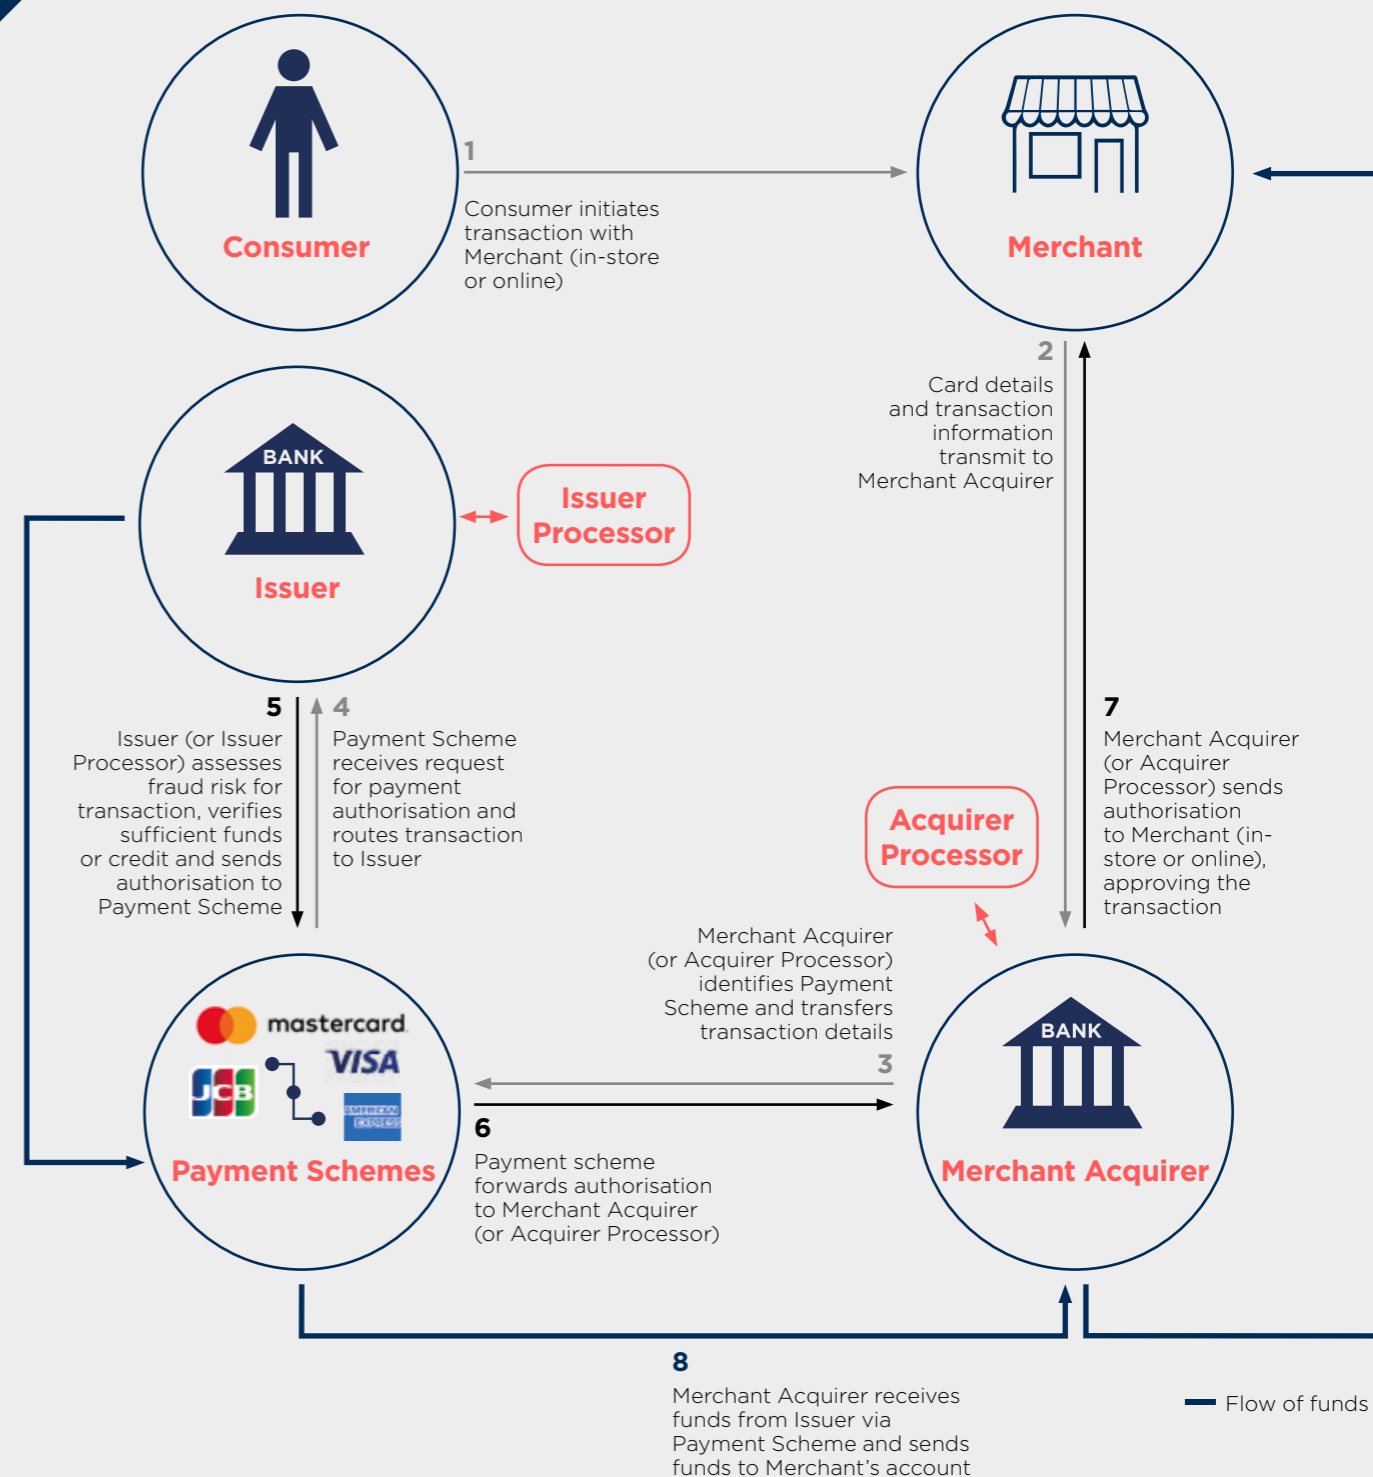 Consumer
1
Consumer initiates
transaction with
Merchant (in-store
or online)
Merchant
2
Card details
and transaction
information
transmit to
Merchant Acquirer
BANK
Issuer
Issuer
Processor
5
Issuer (or Issuer
Processor) assesses
fraud risk for
transaction, verifies
sufficient funds
or credit and sends
authorisation to
Payment Scheme
4
Payment Scheme
receives request
for payment
authorisation and
routes transaction
to Issuer
7
Merchant Acquirer
(or Acquirer
Processor) sends
authorisation
to Merchant (in-
store or online),
approving the
transaction
Acquirer
Processor
Merchant Acquirer
(or Acquirer Processor)
identifies Payment
Scheme and transfers
transaction details
3
mastercard.
VISA
JCB
AMERICAN
EXPRESS
Payment Schemes
6
Payment scheme
forwards authorisation
to Merchant Acquirer
(or Acquirer Processor)
BANK
Merchant Acquirer
8
Merchant Acquirer receives
funds from Issuer via
Payment Scheme and sends
funds to Merchant's account
Flow of funds